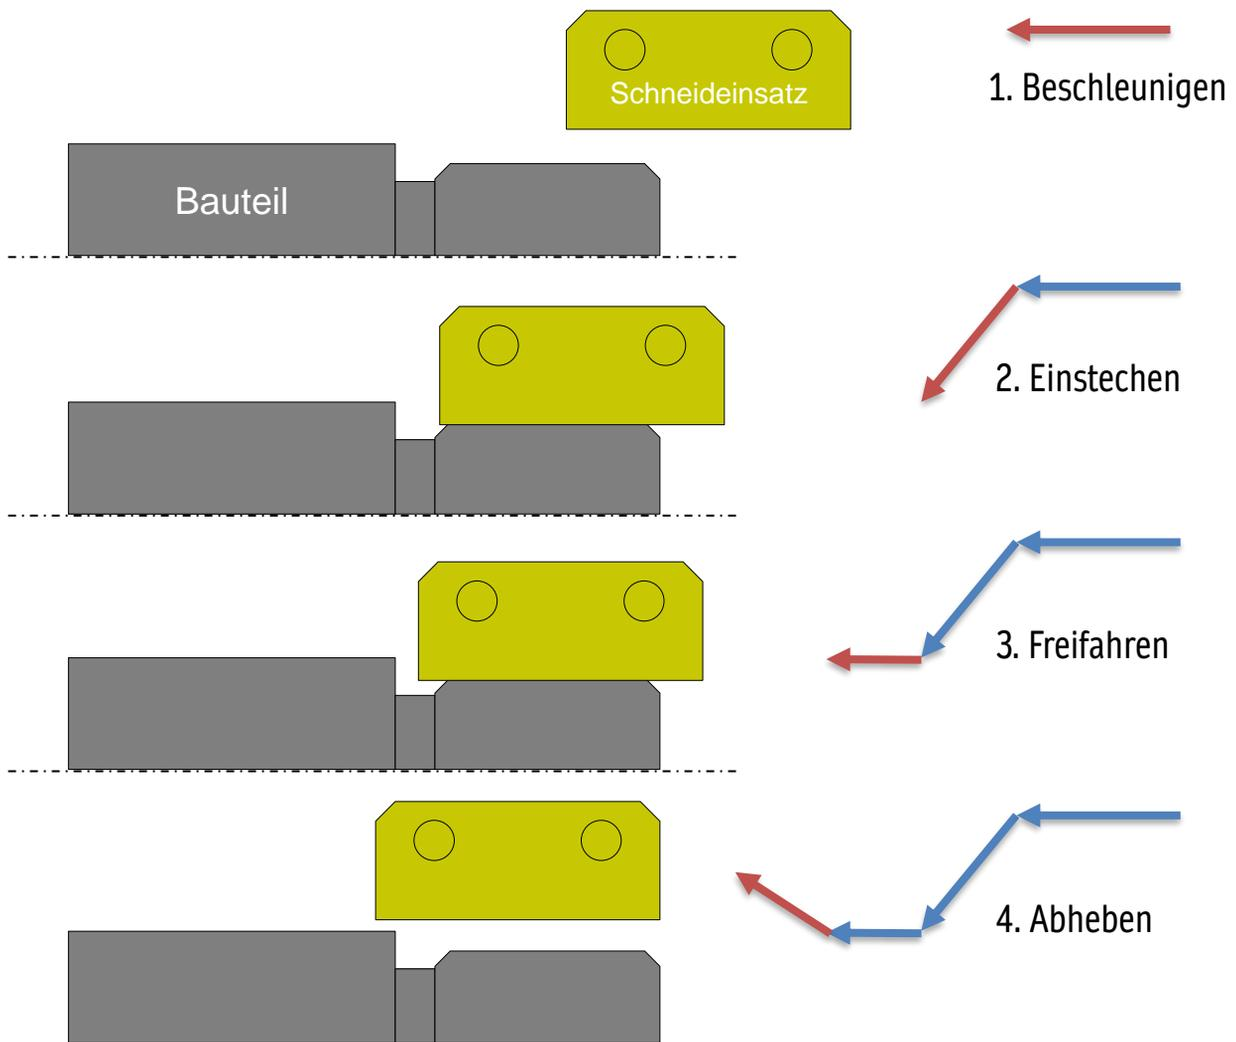 Schneideinsatz
1. Beschleunigen
Bauteil
2. Einstechen
3. Freifahren
4. Abheben